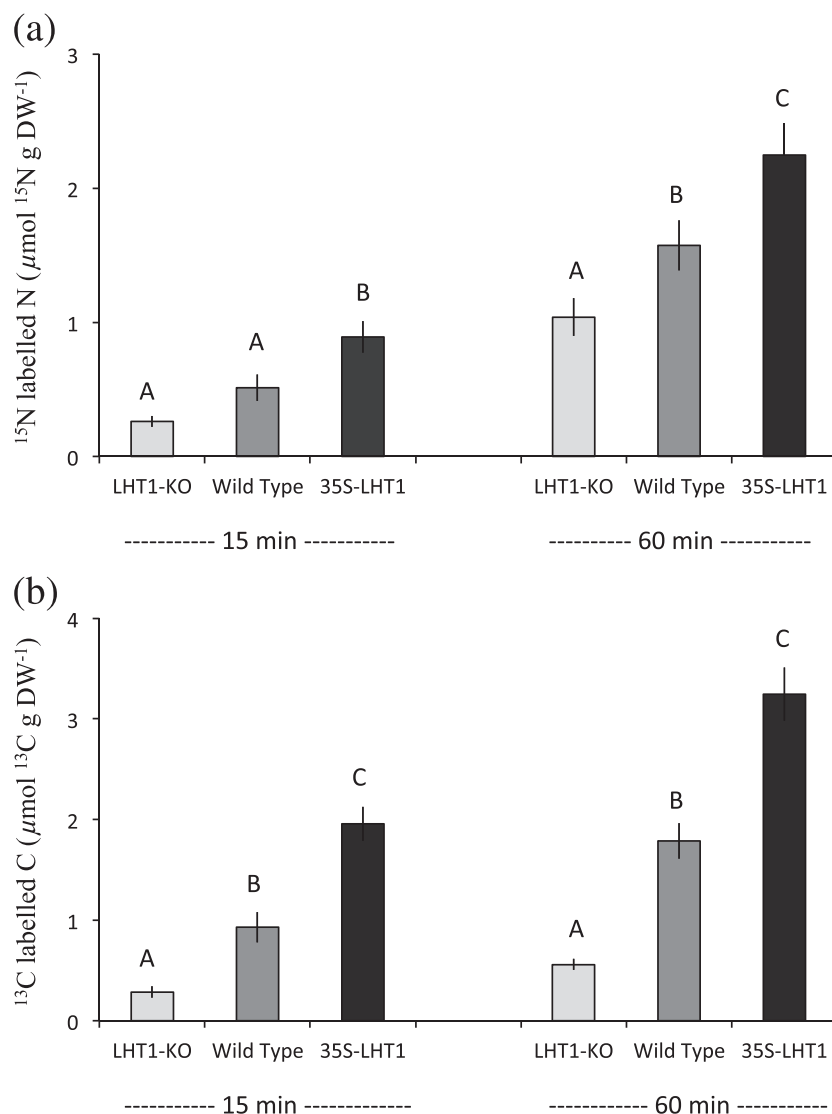 (a)
3
2
1
0
¹⁵N labelled N (µmol ¹⁵N g DW⁻¹)
A
A
B
A
B
C
LHT1-KO Wild Type 35S-LHT1 LHT1-KO Wild Type 35S-LHT1
----------- 15 min ----------- ---------- 60 min -----------
(b)
4
3
2
1
0
¹³C labelled C (µmol ¹³C g DW⁻¹)
A
B
C
A
B
C
LHT1-KO Wild Type 35S-LHT1 LHT1-KO Wild Type 35S-LHT1
----------- 15 min ------------- ------------ 60 min -----------